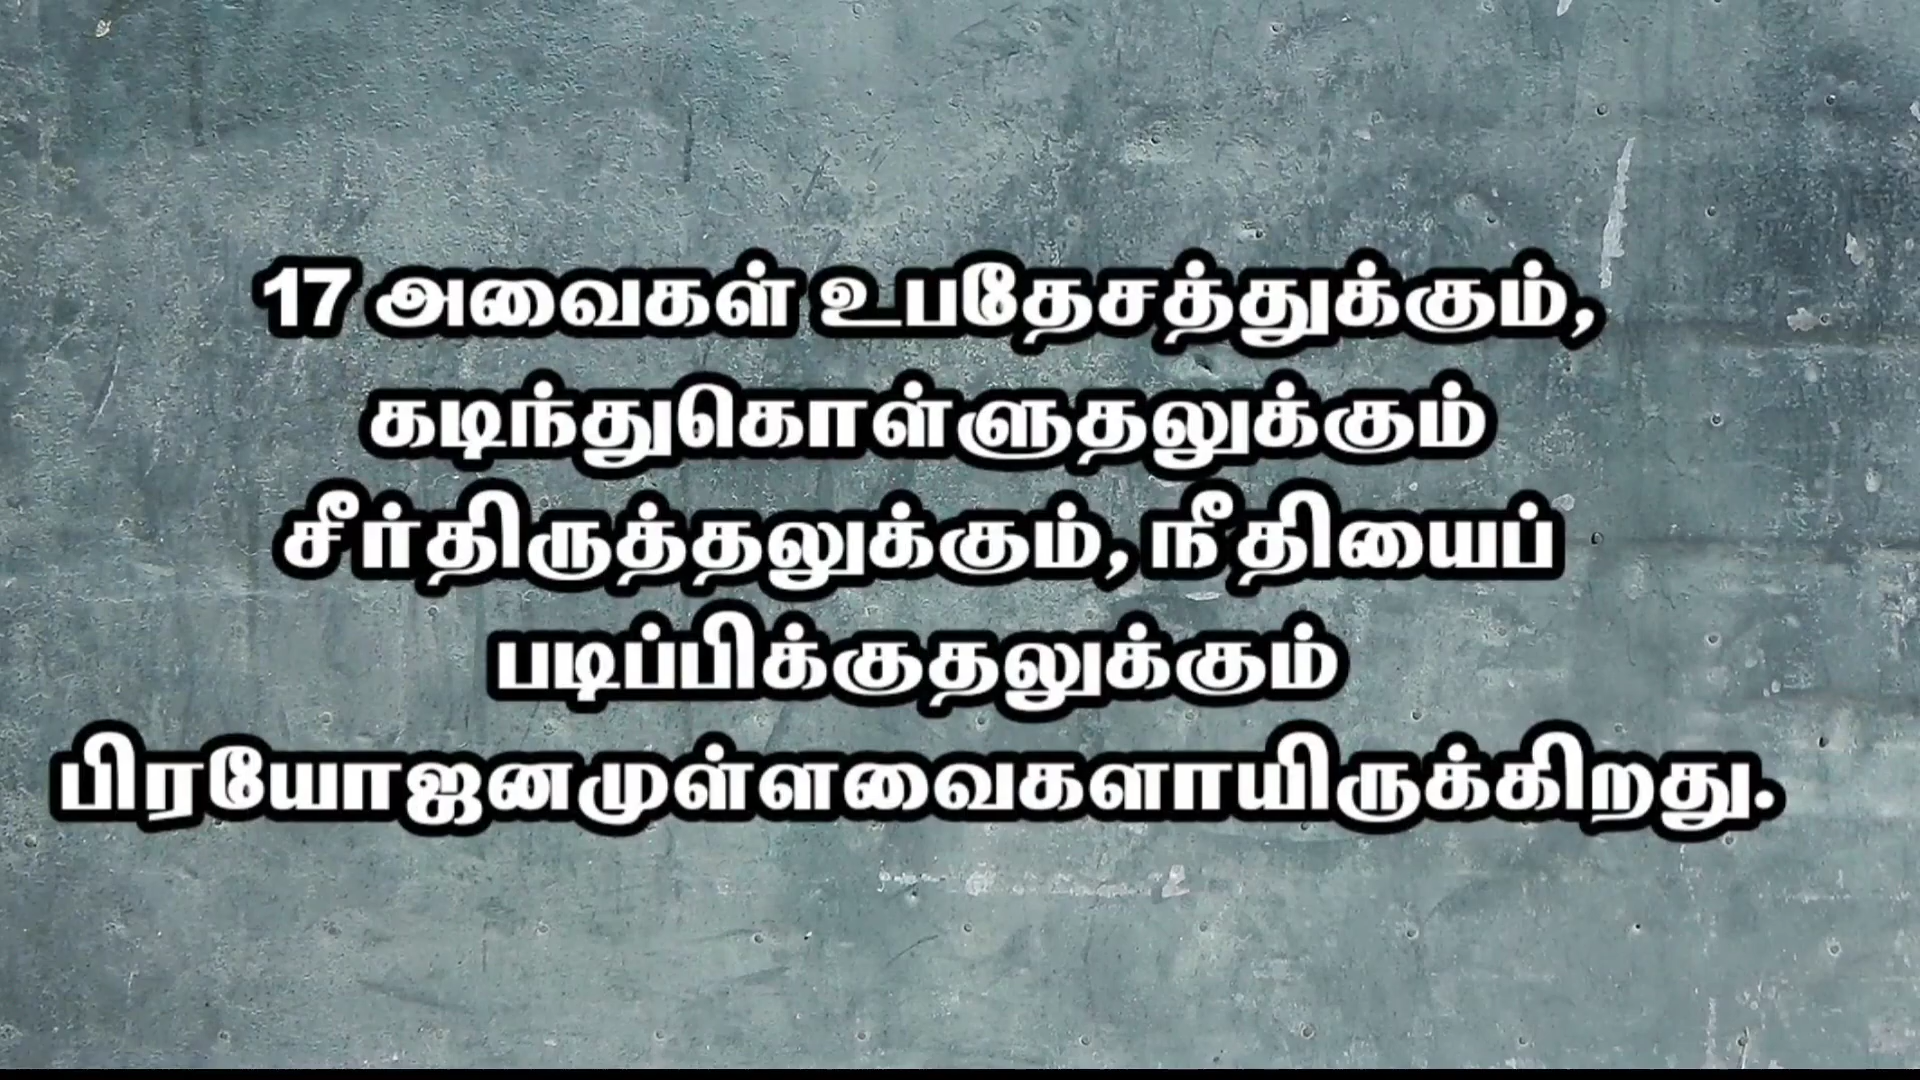 17 அவைகள் உபதேசத்துக்கும்,
கடிந்துகொள்ளுதலுக்கும்
சீர்திருத்தலுக்கும், நீதியைப்
படிப்பிக்குதலுக்கும்
பிரயோஜனமுள்ளவைகளாயிருக்கிறது.